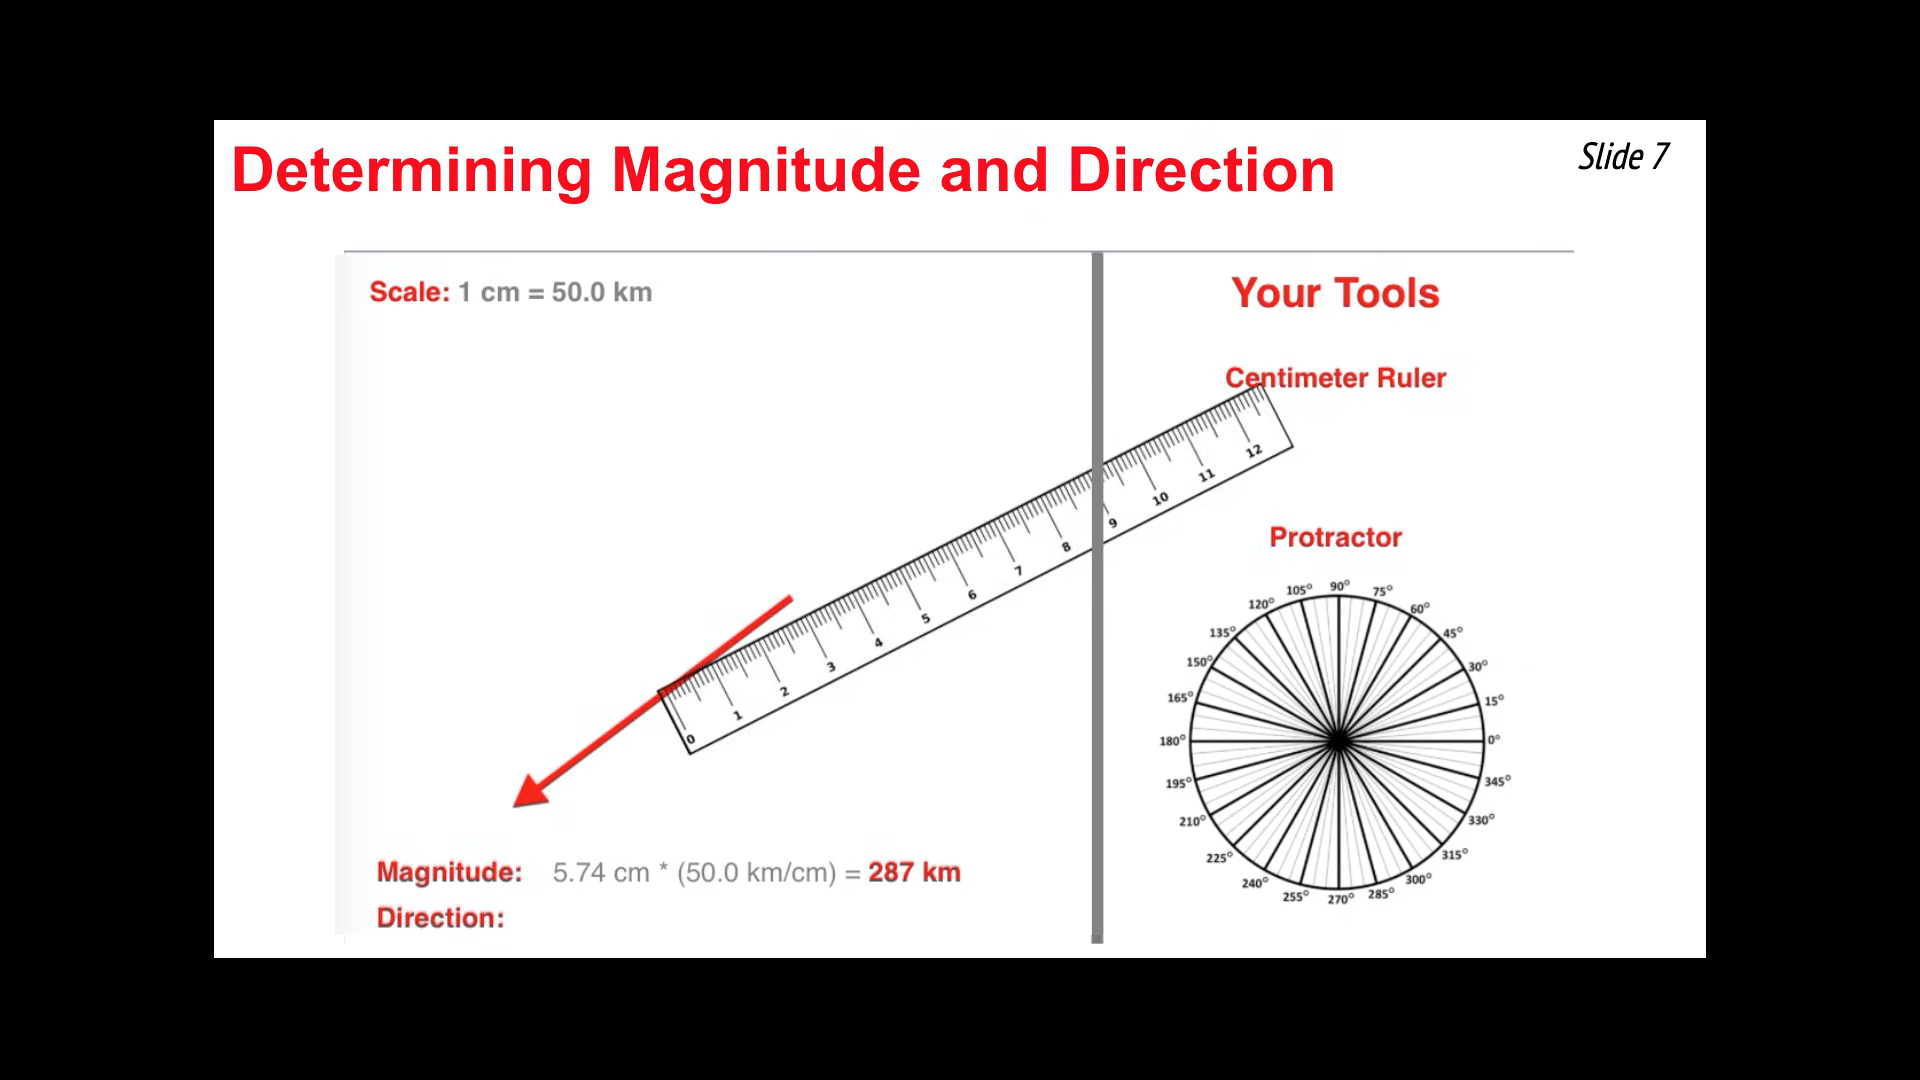 Determining Magnitude and Direction
Slide 7
Scale: 1 cm = 50.0 km
Your Tools
Centimeter Ruler
0 1 2 3 4 5 6 7 8 9 10 11 12
Protractor
90°
105° 75°
120° 60°
135° 45°
150° 30°
165° 15°
180° 0°
195° 345°
210° 330°
225° 315°
240° 300°
255° 285°
270°
Magnitude: 5.74 cm * (50.0 km/cm) = 287 km
Direction: